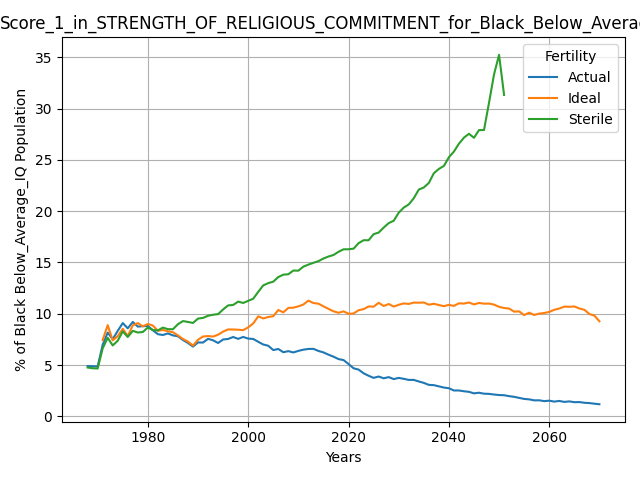 Score_1_in_STRENGTH_OF_RELIGIOUS_COMMITMENT_for_Black_Below_Avera
% of Black Below_Average_IQ Population
35
30
25
20
15
10
5
0
Fertility
Actual
Ideal
Sterile
1980
2000
2020
2040
2060
Years